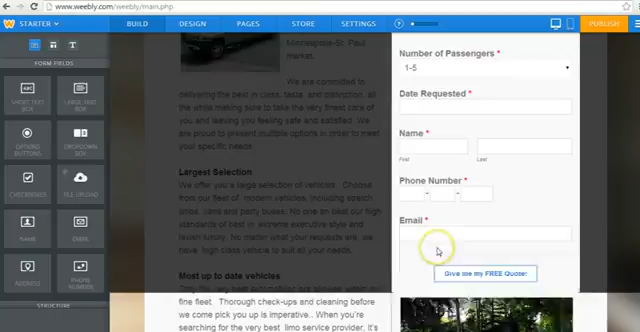 www.weebly.com/weebly/main.php
STARTER
BUILD
DESIGN
PAGES
STORE
SETTINGS
?
PUBLISH
FORM FIELDS
SHORT TEXT BOX
LARGE TEXT BOX
OPTIONS BUTTONS
DROPDOWN BOX
CHECKBOXES
FILE UPLOAD
NAME
EMAIL
ADDRESS
PHONE NUMBER
STRUCTURE
Minneapolis-St. Paul
market.
We are committed to
delivering the best in class, taste, and distinction, all
the while making sure to take the very finest care of
you and leaving you feeling safe and satisfied. We
are proud to present multiple options in order to meet
your specific needs.
Largest Selection
We offer you a large selection of vehicles. Choose
from our fleet of modern vehicles, including stretch
limos, vans and party buses. No one can beat our high
standards of best in extreme executive style and
lavish luxury. No matter what your requests are, we
have high class vehicle to suit all your needs.
Most up to date vehicles
fine fleet. Thorough check-ups and cleaning before
we come pick you up is imperative.. When you're
searching for the very best limo service provider, it's
Number of Passengers *
1-5
Date Requested *
Name *
First
Last
Phone Number *
- -
Email *
Give me my FREE Quote!